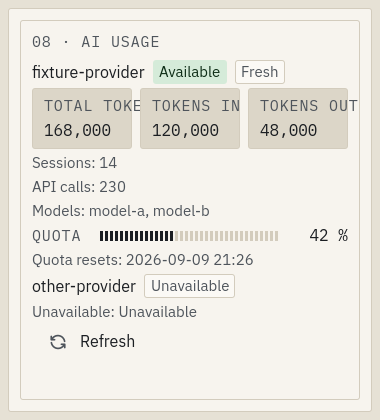 08 · AI USAGE
fixture-provider Available Fresh
TOTAL TOKE TOKENS IN TOKENS OUT
168,000 120,000 48,000
Sessions: 14
API calls: 230
Models: model-a, model-b
QUOTA 42 %
Quota resets: 2026-09-09 21:26
other-provider Unavailable
Unavailable: Unavailable
Refresh